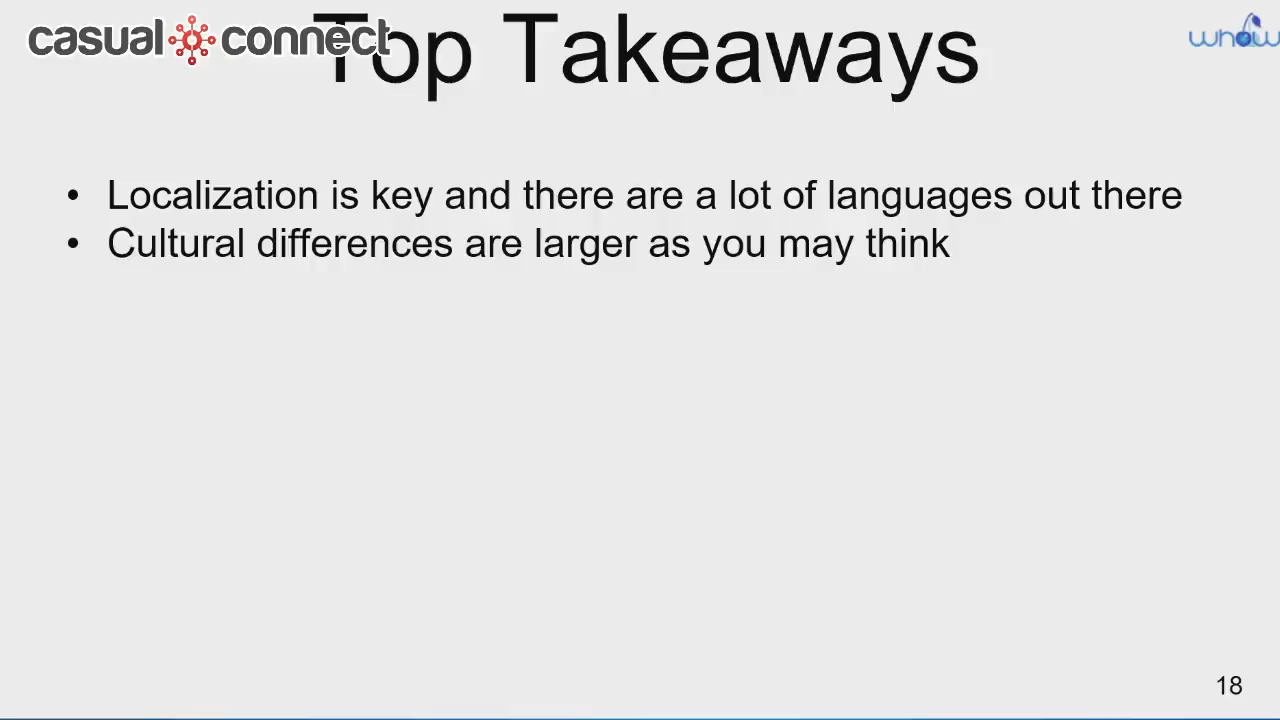 casual connect
Top Takeaways
whow
• Localization is key and there are a lot of languages out there
• Cultural differences are larger as you may think
18